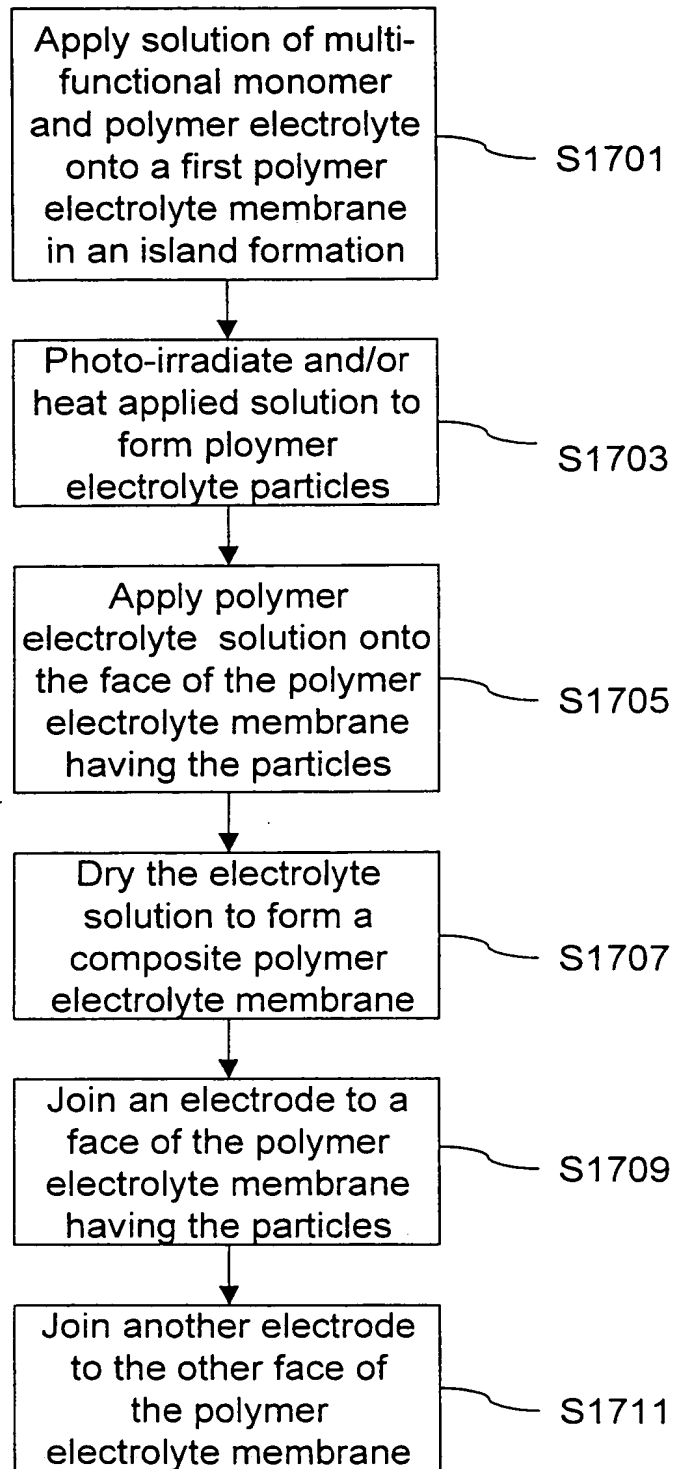 Apply solution of multi-
functional monomer
and polymer electrolyte
onto a first polymer
electrolyte membrane
in an island formation
S1701
Photo-irradiate and/or
heat applied solution to
form ploymer
electrolyte particles
S1703
Apply polymer
electrolyte solution onto
the face of the polymer
electrolyte membrane
having the particles
S1705
Dry the electrolyte
solution to form a
composite polymer
electrolyte membrane
S1707
Join an electrode to a
face of the polymer
electrolyte membrane
having the particles
S1709
Join another electrode
to the other face of
the polymer
electrolyte membrane
S1711